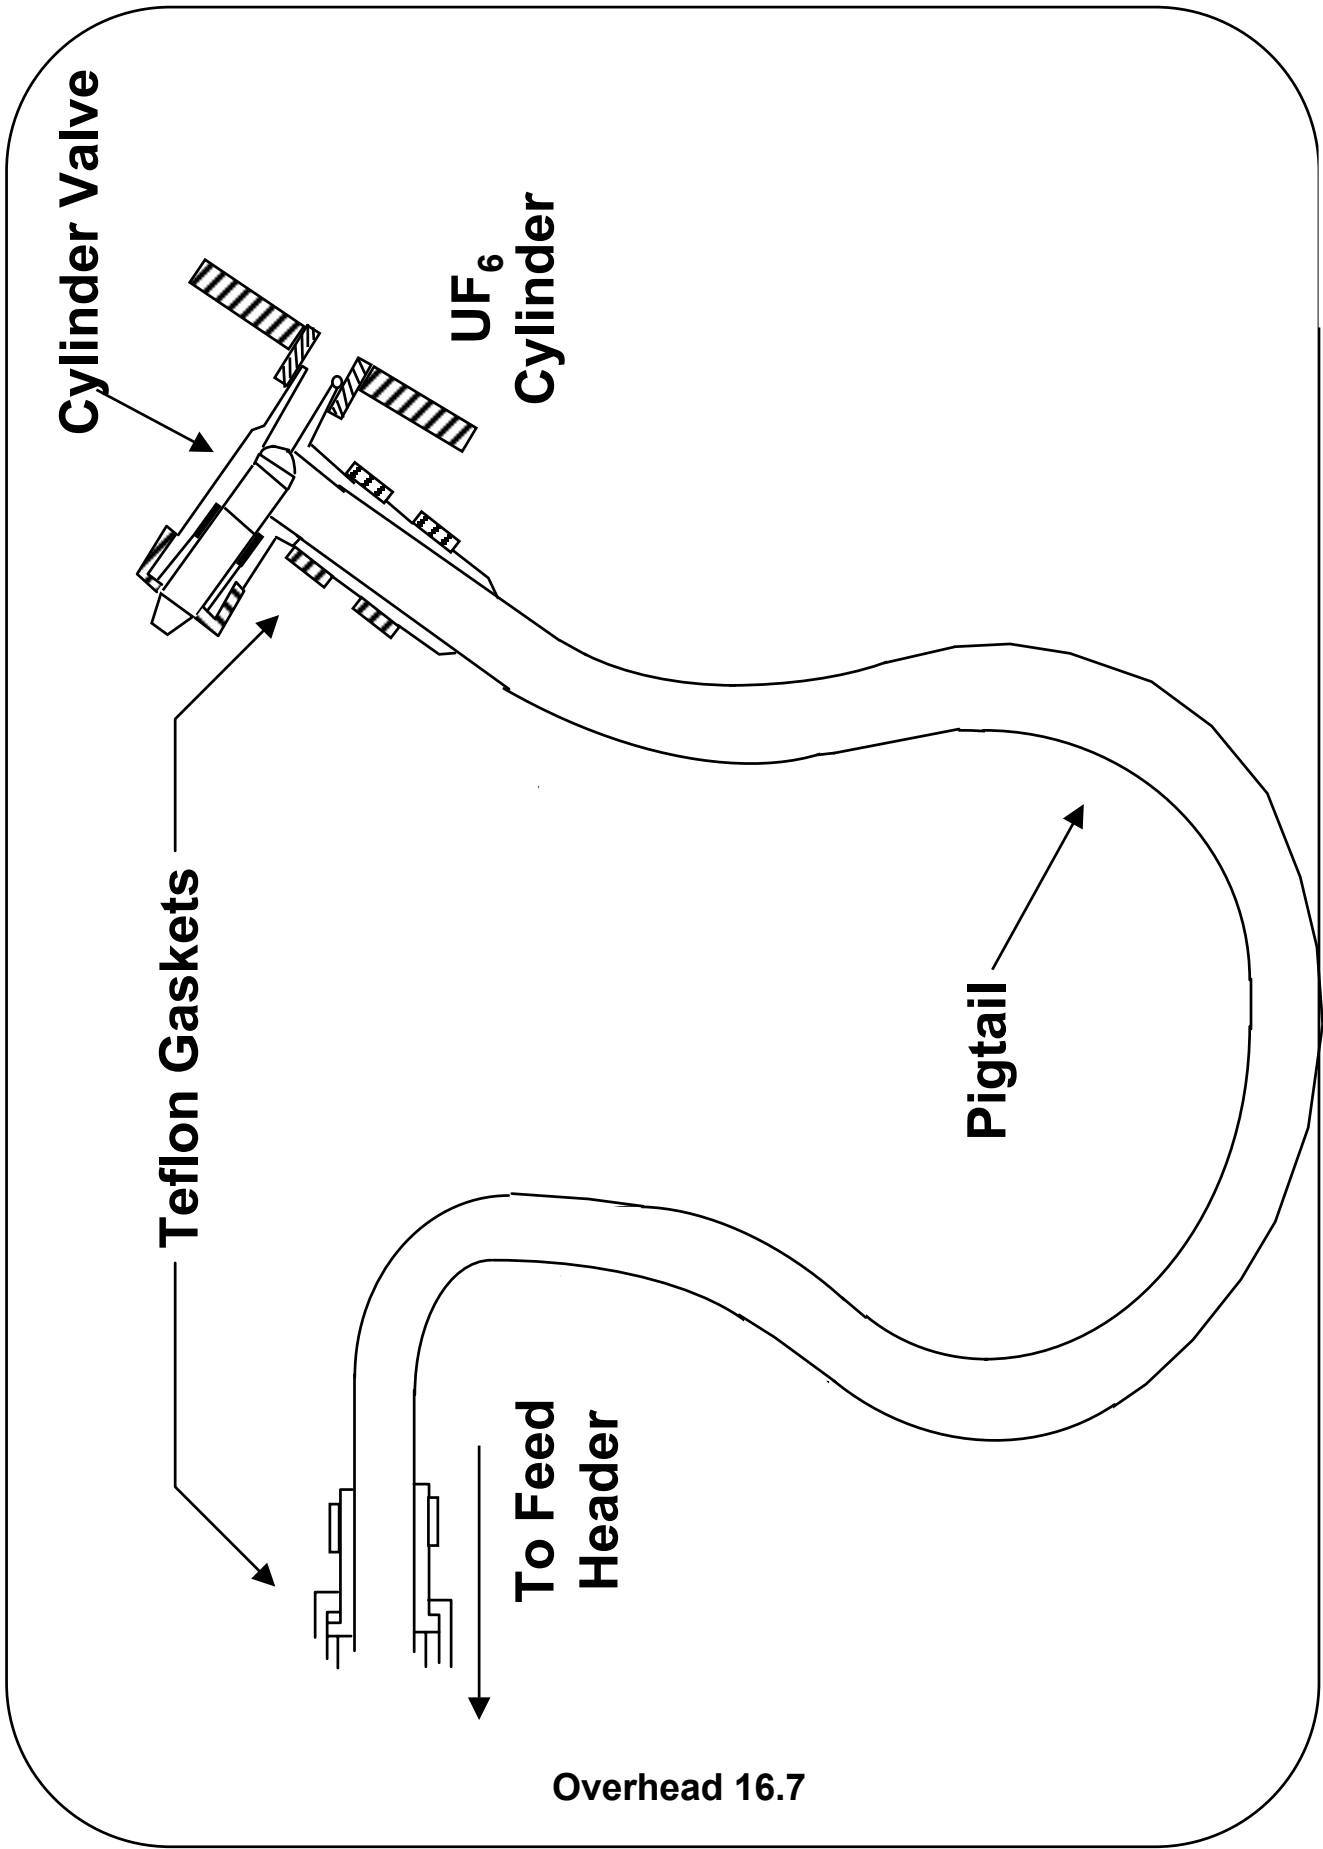 Cylinder Valve
UF6
Cylinder
Teflon Gaskets
Pigtail
To Feed
Header
Overhead 16.7